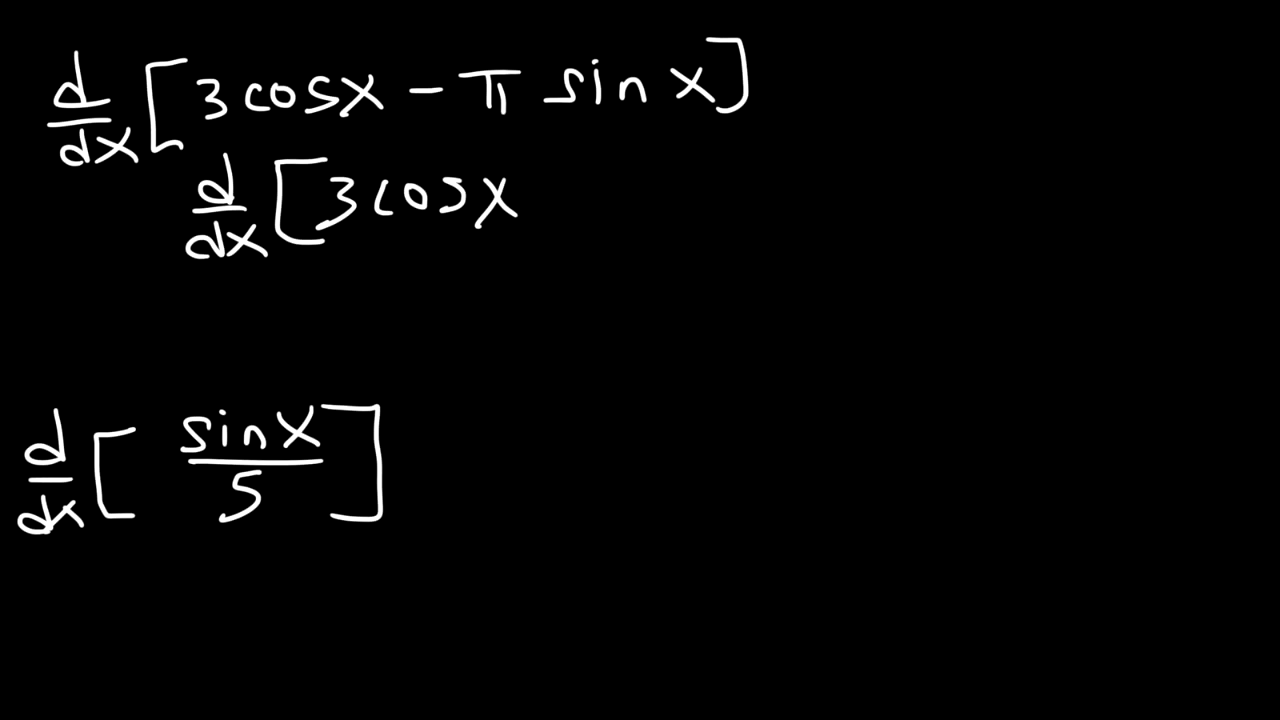 d/dx [3cosx - π sin x]
d/dx [3cosx
d/dx [sinx/5]